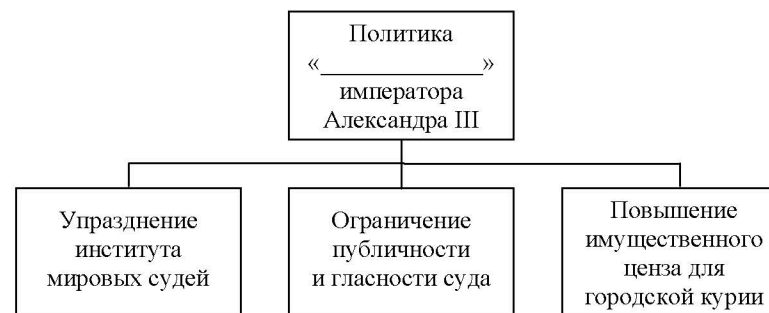 Политика
«______________»
императора
Александра III
Упразднение
института
мировых судей
Ограничение
публичности
и гласности суда
Повышение
имущественного
ценза для
городской курии